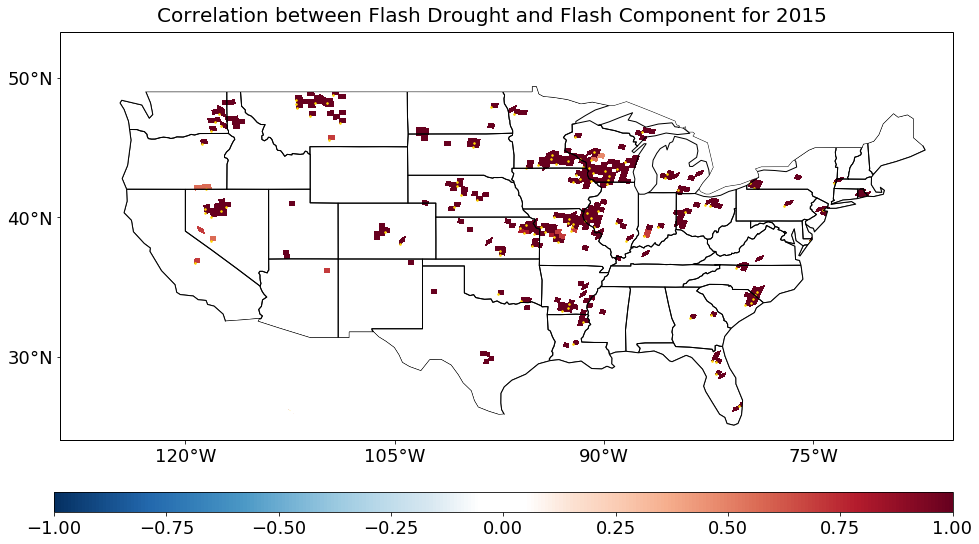 Correlation between Flash Drought and Flash Component for 2015
50°N
40°N
30°N
120°W 105°W 90°W 75°W
−1.00 −0.75 −0.50 −0.25 0.00 0.25 0.50 0.75 1.00